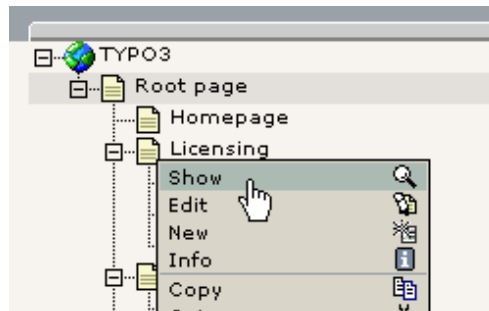 TYPO3
Root page
Homepage
Licensing
Show
Edit
New
Info
Copy